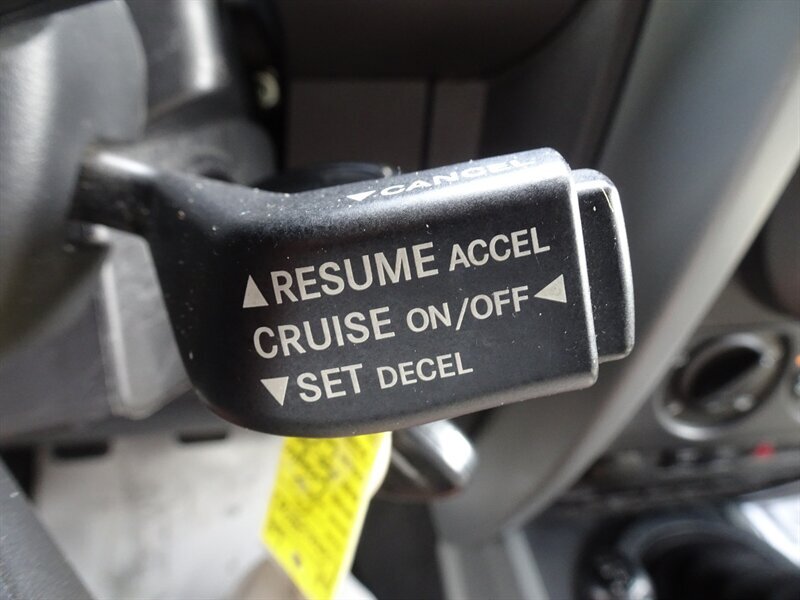 ▼CANCEL
▲RESUME ACCEL
CRUISE ON/OFF◀
▼SET DECEL